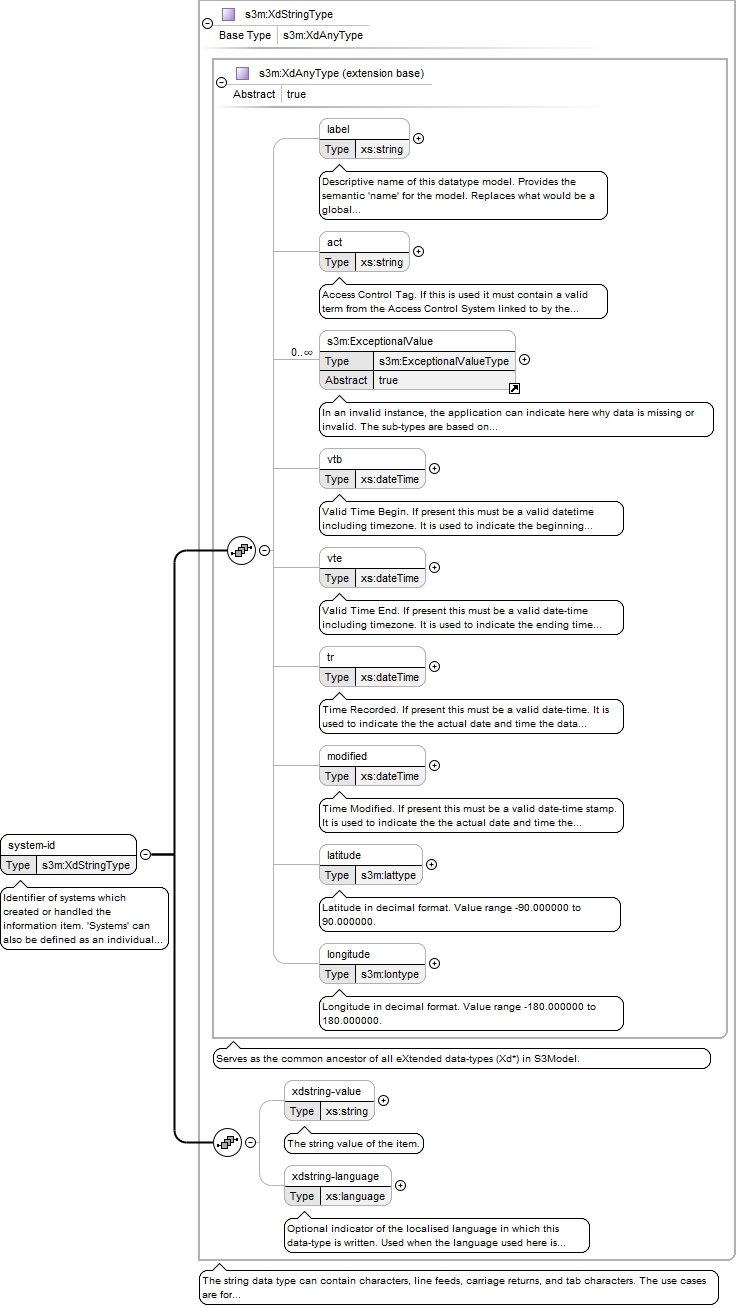 s3m:XdStringType
Base Type s3m:XdAnyType
s3m:XdAnyType (extension base)
Abstract true
label
Type xs:string
Descriptive name of this datatype model. Provides the
semantic 'name' for the model. Replaces what would be a
global...
act
Type xs:string
Access Control Tag. If this is used it must contain a valid
term from the Access Control System linked to by the...
0..∞
s3m:ExceptionalValue
Type s3m:ExceptionalValueType
Abstract true
In an invalid instance, the application can indicate here why data is missing or
invalid. The sub-types are based on...
vtb
Type xs:dateTime
Valid Time Begin. If present this must be a valid datetime
including timezone. It is used to indicate the beginning...
vte
Type xs:dateTime
Valid Time End. If present this must be a valid date-time
including timezone. It is used to indicate the ending time...
tr
Type xs:dateTime
Time Recorded. If present this must be a valid date-time. It is
used to indicate the the actual date and time the data...
modified
Type xs:dateTime
Time Modified. If present this must be a valid date-time stamp.
It is used to indicate the the actual date and time the...
latitude
Type s3m:lattype
Latitude in decimal format. Value range -90.000000 to
90.000000.
longitude
Type s3m:lontype
Longitude in decimal format. Value range -180.000000 to
180.000000.
system-id
Type s3m:XdStringType
Identifier of systems which
created or handled the
information item. 'Systems' can
also be defined as an individual...
Serves as the common ancestor of all eXtended data-types (Xd*) in S3Model.
xdstring-value
Type xs:string
The string value of the item.
xdstring-language
Type xs:language
Optional indicator of the localised language in which this
data-type is written. Used when the language used here is...
The string data type can contain characters, line feeds, carriage returns, and tab characters. The use cases
are for...